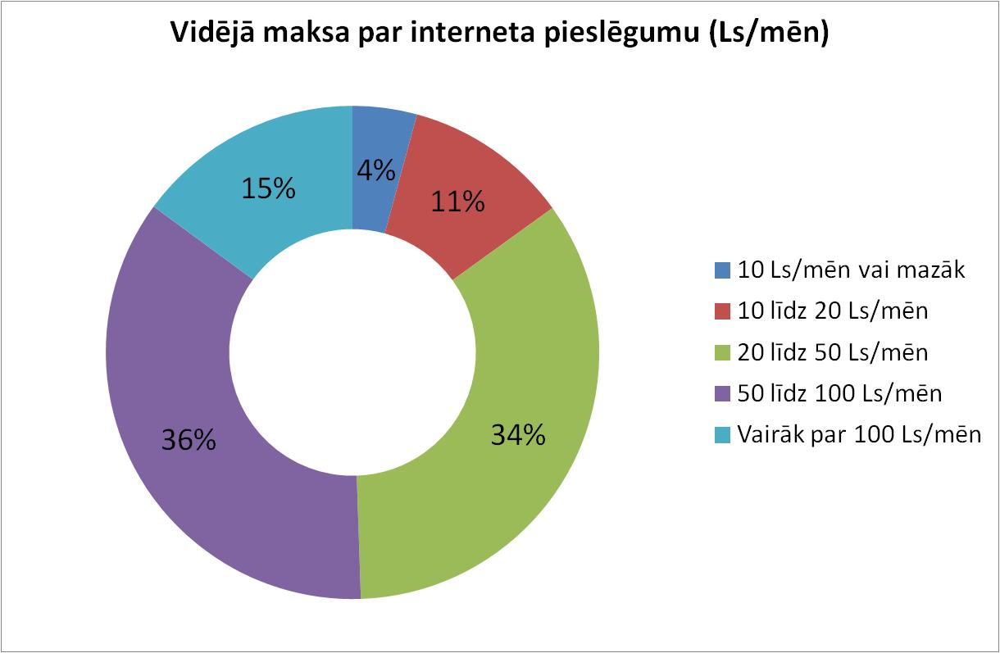 Vidējā maksa par interneta pieslēgumu (Ls/mēn)
4%
11%
15%
34%
36%
10 Ls/mēn vai mazāk
10 līdz 20 Ls/mēn
20 līdz 50 Ls/mēn
50 līdz 100 Ls/mēn
Vairāk par 100 Ls/mēn